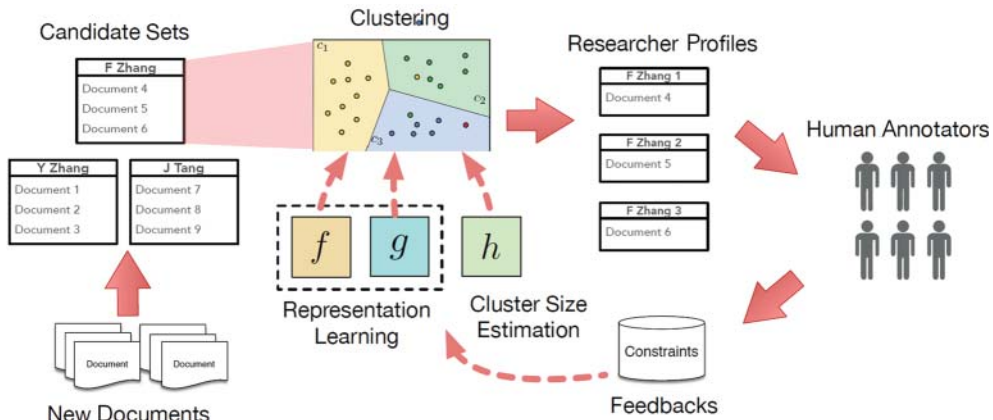 Clustering
Candidate Sets
F Zhang
Document 4
Document 5
Document 6
Y Zhang
Document 1
Document 2
Document 3
J Tang
Document 7
Document 8
Document 9
Document
Document
New Documents
c1
c2
c3
f
g
h
Representation
Learning
Cluster Size
Estimation
Researcher Profiles
F Zhang 1
Document 4
F Zhang 2
Document 5
F Zhang 3
Document 6
Human Annotators
Constraints
Feedbacks